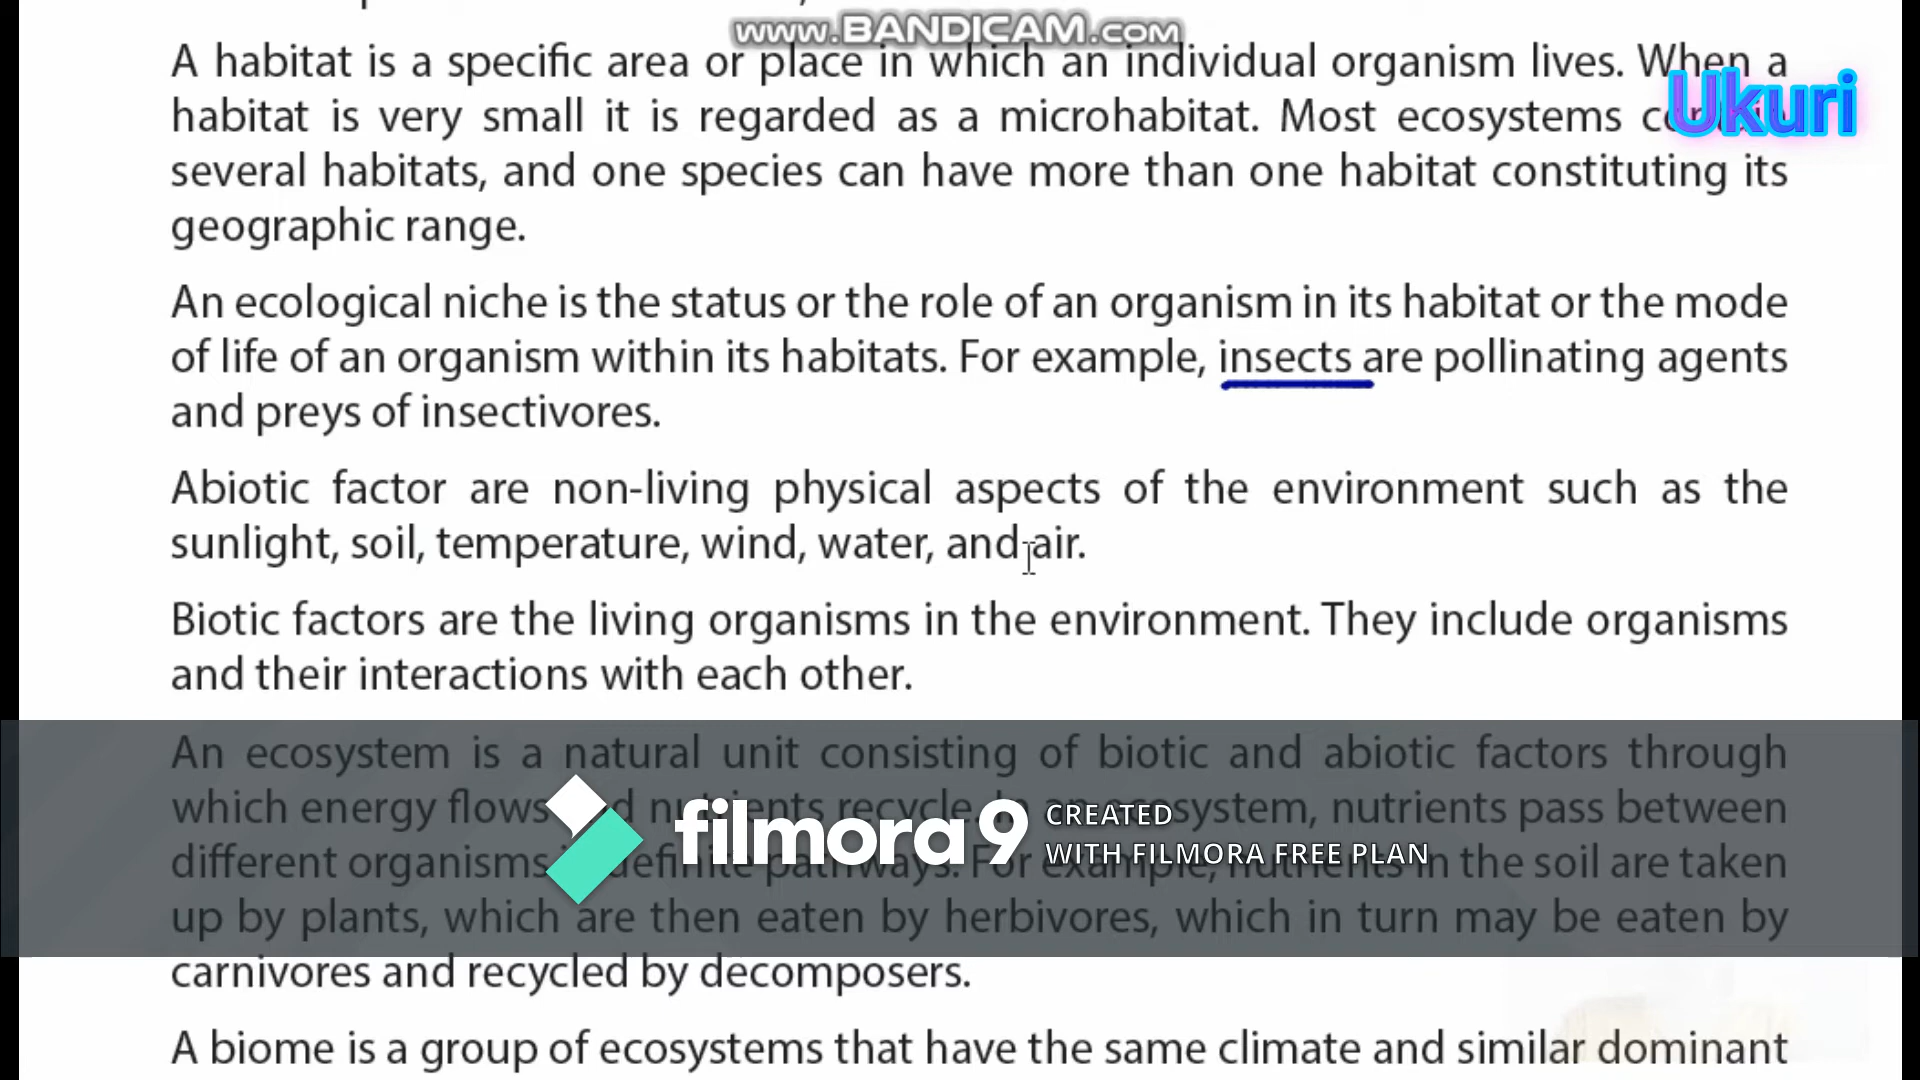 www.BANDICAM.com
A habitat is a specific area or place in which an individual organism lives. When a
Ukuri
habitat is very small it is regarded as a microhabitat. Most ecosystems
several habitats, and one species can have more than one habitat constituting its
geographic range.
An ecological niche is the status or the role of an organism in its habitat or the mode
of life of an organism within its habitats. For example, insects are pollinating agents
and preys of insectivores.
Abiotic factor are non-living physical aspects of the environment such as the
sunlight, soil, temperature, wind, water, and air.
Biotic factors are the living organisms in the environment. They include organisms
and their interactions with each other.
An ecosystem is a natural unit consisting of biotic and abiotic factors through
which energy flows nutrients recycle. ecosystem, nutrients pass between
filmora9 CREATED
WITH FILMORA FREE PLAN
different organisms definite pathways. For example, nutrients in the soil are taken
up by plants, which are then eaten by herbivores, which in turn may be eaten by
carnivores and recycled by decomposers.
A biome is a group of ecosystems that have the same climate and similar dominant